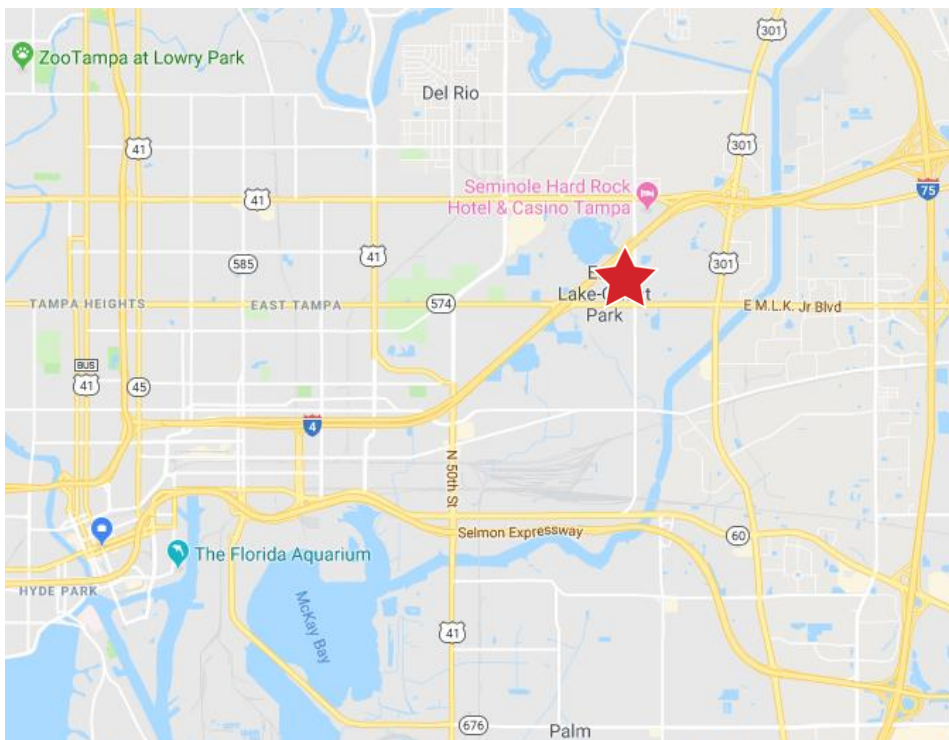 301
ZooTampa at Lowry Park
Del Rio
41
301
Seminole Hard Rock
Hotel & Casino Tampa
75
41
41
585
301
E
Lake-O t
Park
TAMPA HEIGHTS
EAST TAMPA
574
E M.L.K. Jr Blvd
BUS
41
45
4
N 50th St
Selmon Expressway
60
The Florida Aquarium
HYDE PARK
McKay Bay
41
676
Palm